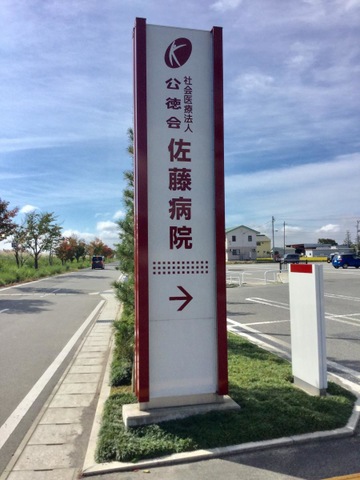 社会医療法人
公徳会
佐藤病院
→